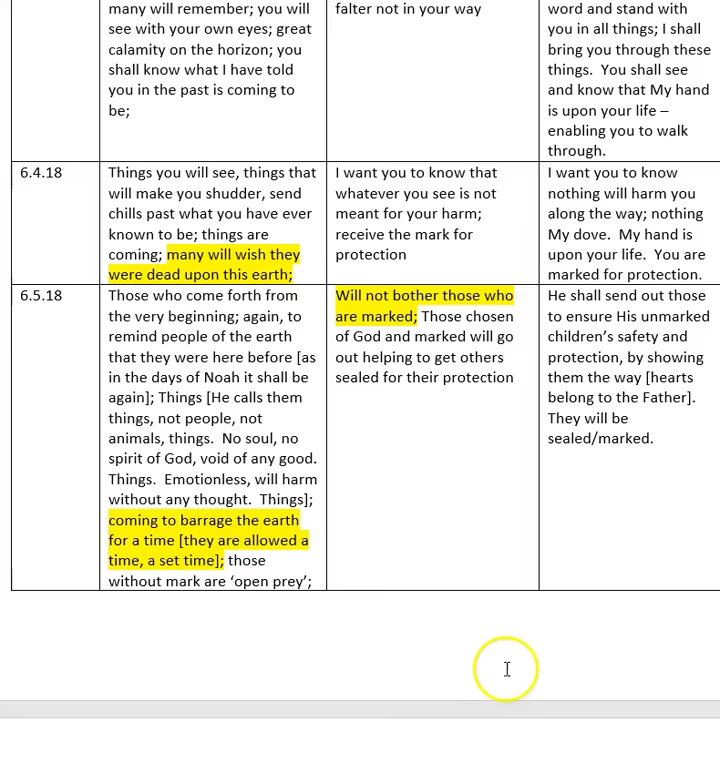 many will remember; you will
see with your own eyes; great
calamity on the horizon; you
shall know what I have told
you in the past is coming to
be;
falter not in your way
word and stand with
you in all things; I shall
bring you through these
things.  You shall see
and know that My hand
is upon your life –
enabling you to walk
through.
6.4.18
Things you will see, things that
will make you shudder, send
chills past what you have ever
known to be; things are
coming; many will wish they
were dead upon this earth;
I want you to know that
whatever you see is not
meant for your harm;
receive the mark for
protection
I want you to know
nothing will harm you
along the way; nothing
My dove.  My hand is
upon your life.  You are
marked for protection.
6.5.18
Those who come forth from
the very beginning; again, to
remind people of the earth
that they were here before [as
in the days of Noah it shall be
again]; Things [He calls them
things, not people, not
animals, things.  No soul, no
spirit of God, void of any good.
Things.  Emotionless, will harm
without any thought.  Things];
coming to barrage the earth
for a time [they are allowed a
time, a set time]; those
without mark are ‘open prey’;
Will not bother those who
are marked; Those chosen
of God and marked will go
out helping to get others
sealed for their protection
He shall send out those
to ensure His unmarked
children’s safety and
protection, by showing
them the way [hearts
belong to the Father].
They will be
sealed/marked.